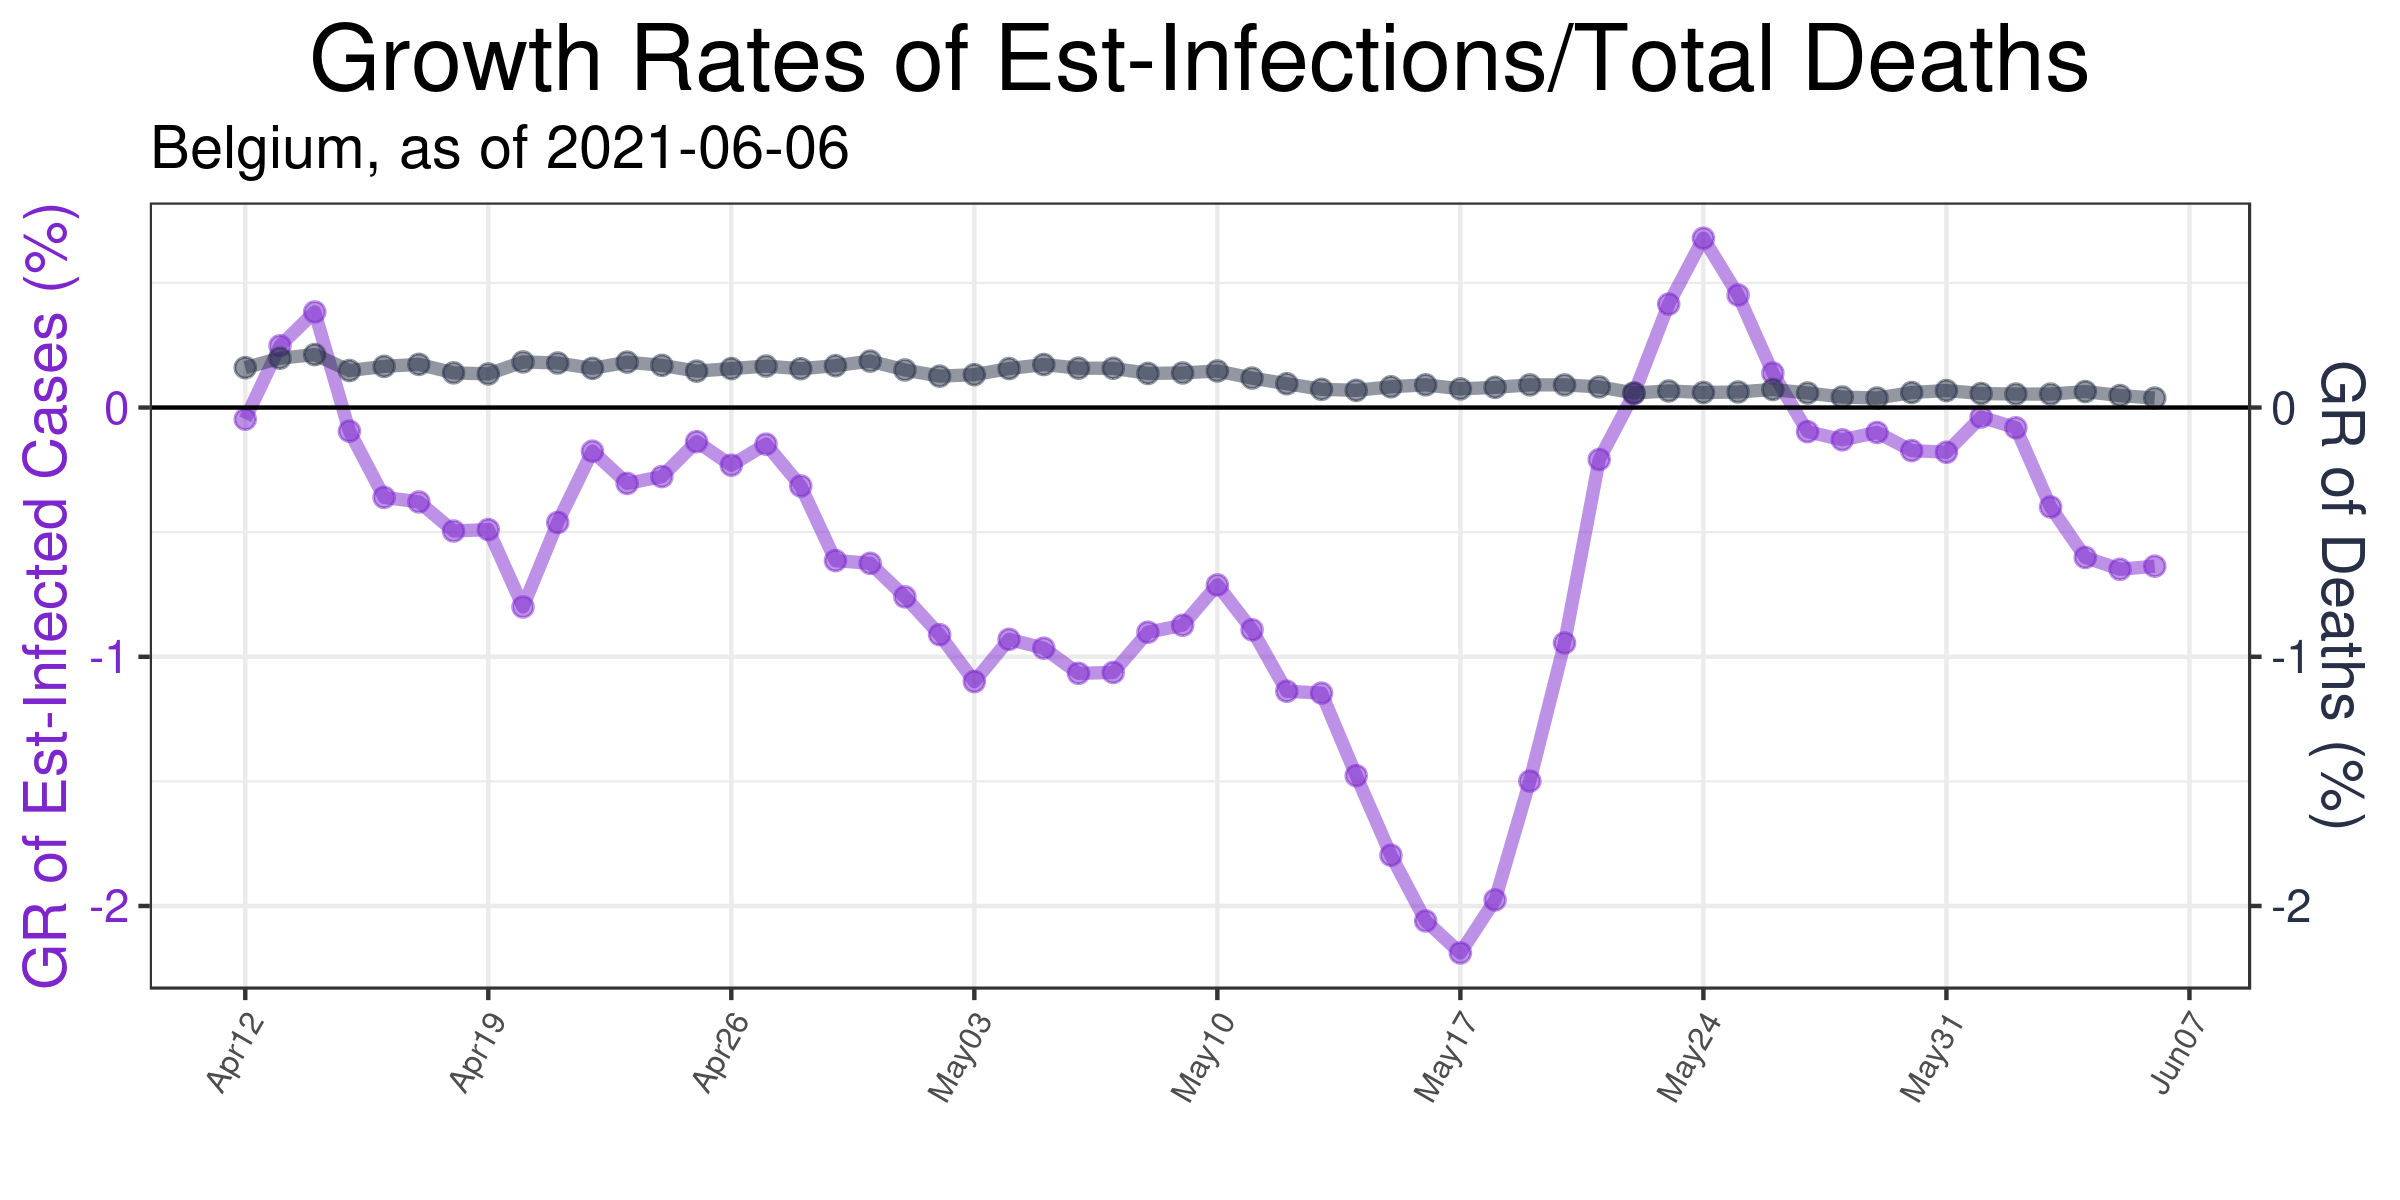 Growth Rates of Est-Infections/Total Deaths
Belgium, as of 2021-06-06
GR of Est-Infected Cases (%)
0
-1
-2
0
-1
-2
GR of Deaths (%)
Apr12
Apr19
Apr26
May03
May10
May17
May24
May31
Jun07